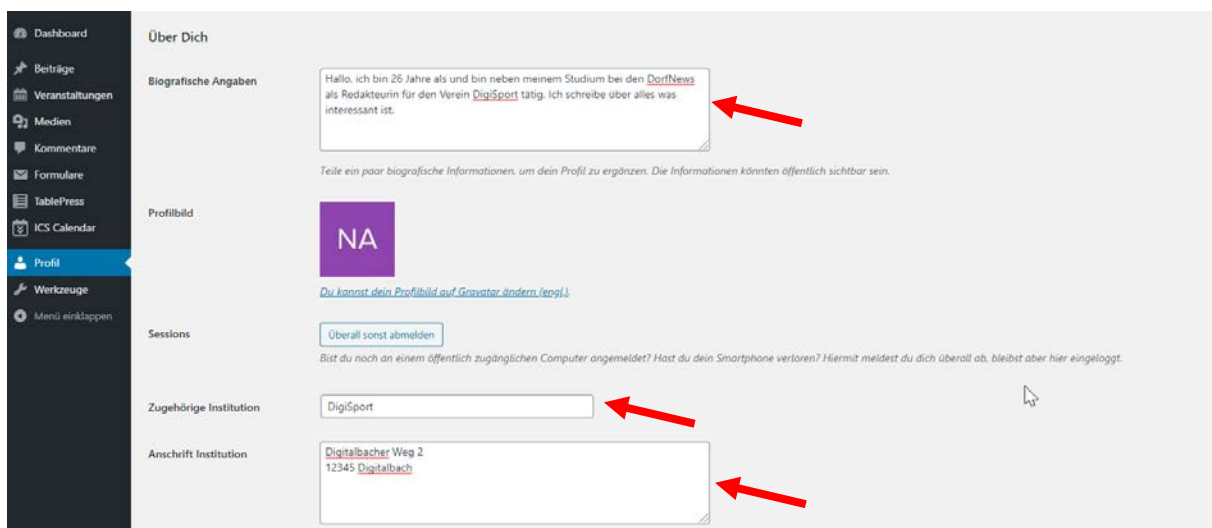 Dashboard
Beiträge
Veranstaltungen
Medien
Kommentare
Formulare
TablePress
ICS Calendar
Profil
Werkzeuge
Menü einklappen
Über Dich
Biografische Angaben
Hallo, ich bin 26 Jahre als und bin neben meinem Studium bei den DorfNews
als Redakteurin für den Verein DigiSport tätig. Ich schreibe über alles was
interessant ist.
Teile ein paar biografische Informationen, um dein Profil zu ergänzen. Die Informationen könnten öffentlich sichtbar sein.
Profilbild
NA
Du kannst dein Profilbild auf Gravatar ändern (engl.).
Sessions
Überall sonst abmelden
Bist du noch an einem öffentlich zugänglichen Computer angemeldet? Hast du dein Smartphone verloren? Hiermit meldest du dich überall ab, bleibst aber hier eingeloggt.
Zugehörige Institution
DigiSport
Anschrift Institution
Digitalbacher Weg 2
12345 Digitalbach